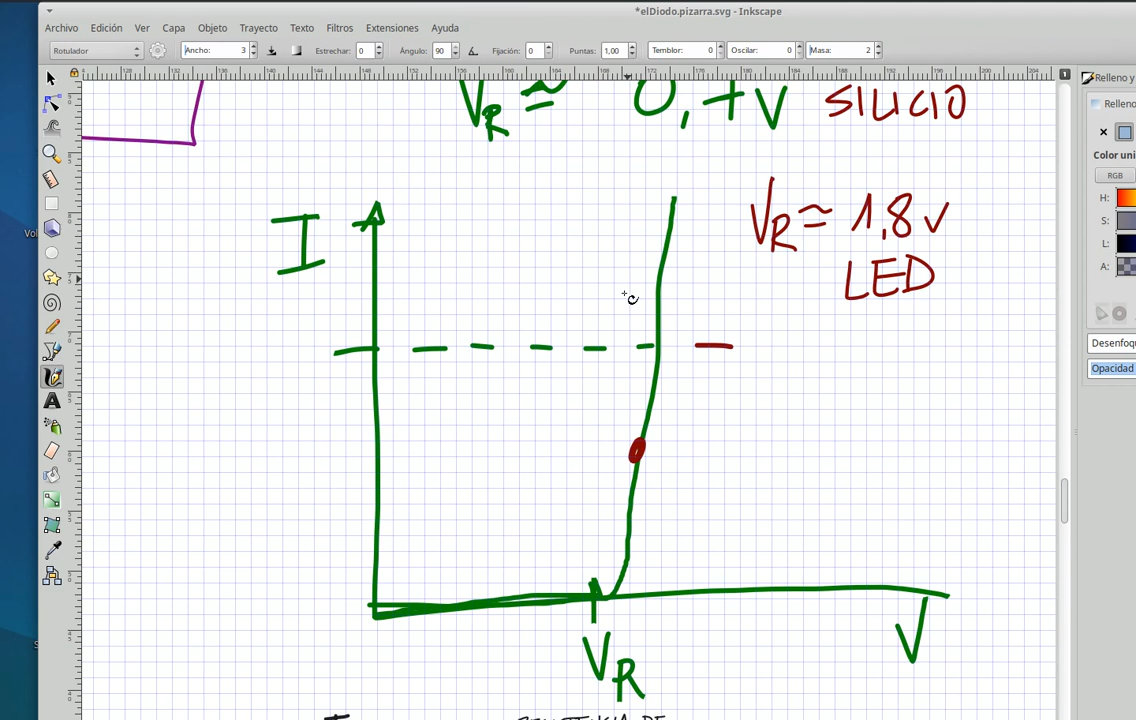 *elDiodo.pizarra.svg - Inkscape
Archivo Edición Ver Capa Objeto Trayecto Texto Filtros Extensiones Ayuda
Rotulador Ancho: 3 Estrechar: 0 Ángulo: 90 Fijación: 0 Puntas: 1,00 Temblor: 0 Oscilar: 0 Masa: 2
Relleno y
Relleno
Color uni
RGB
H:
S:
L:
A:
Desenfoq
Opacidad
VR ≃ 0,7V SILICIO
VR ≃ 1,8V
LED
I
V
VR